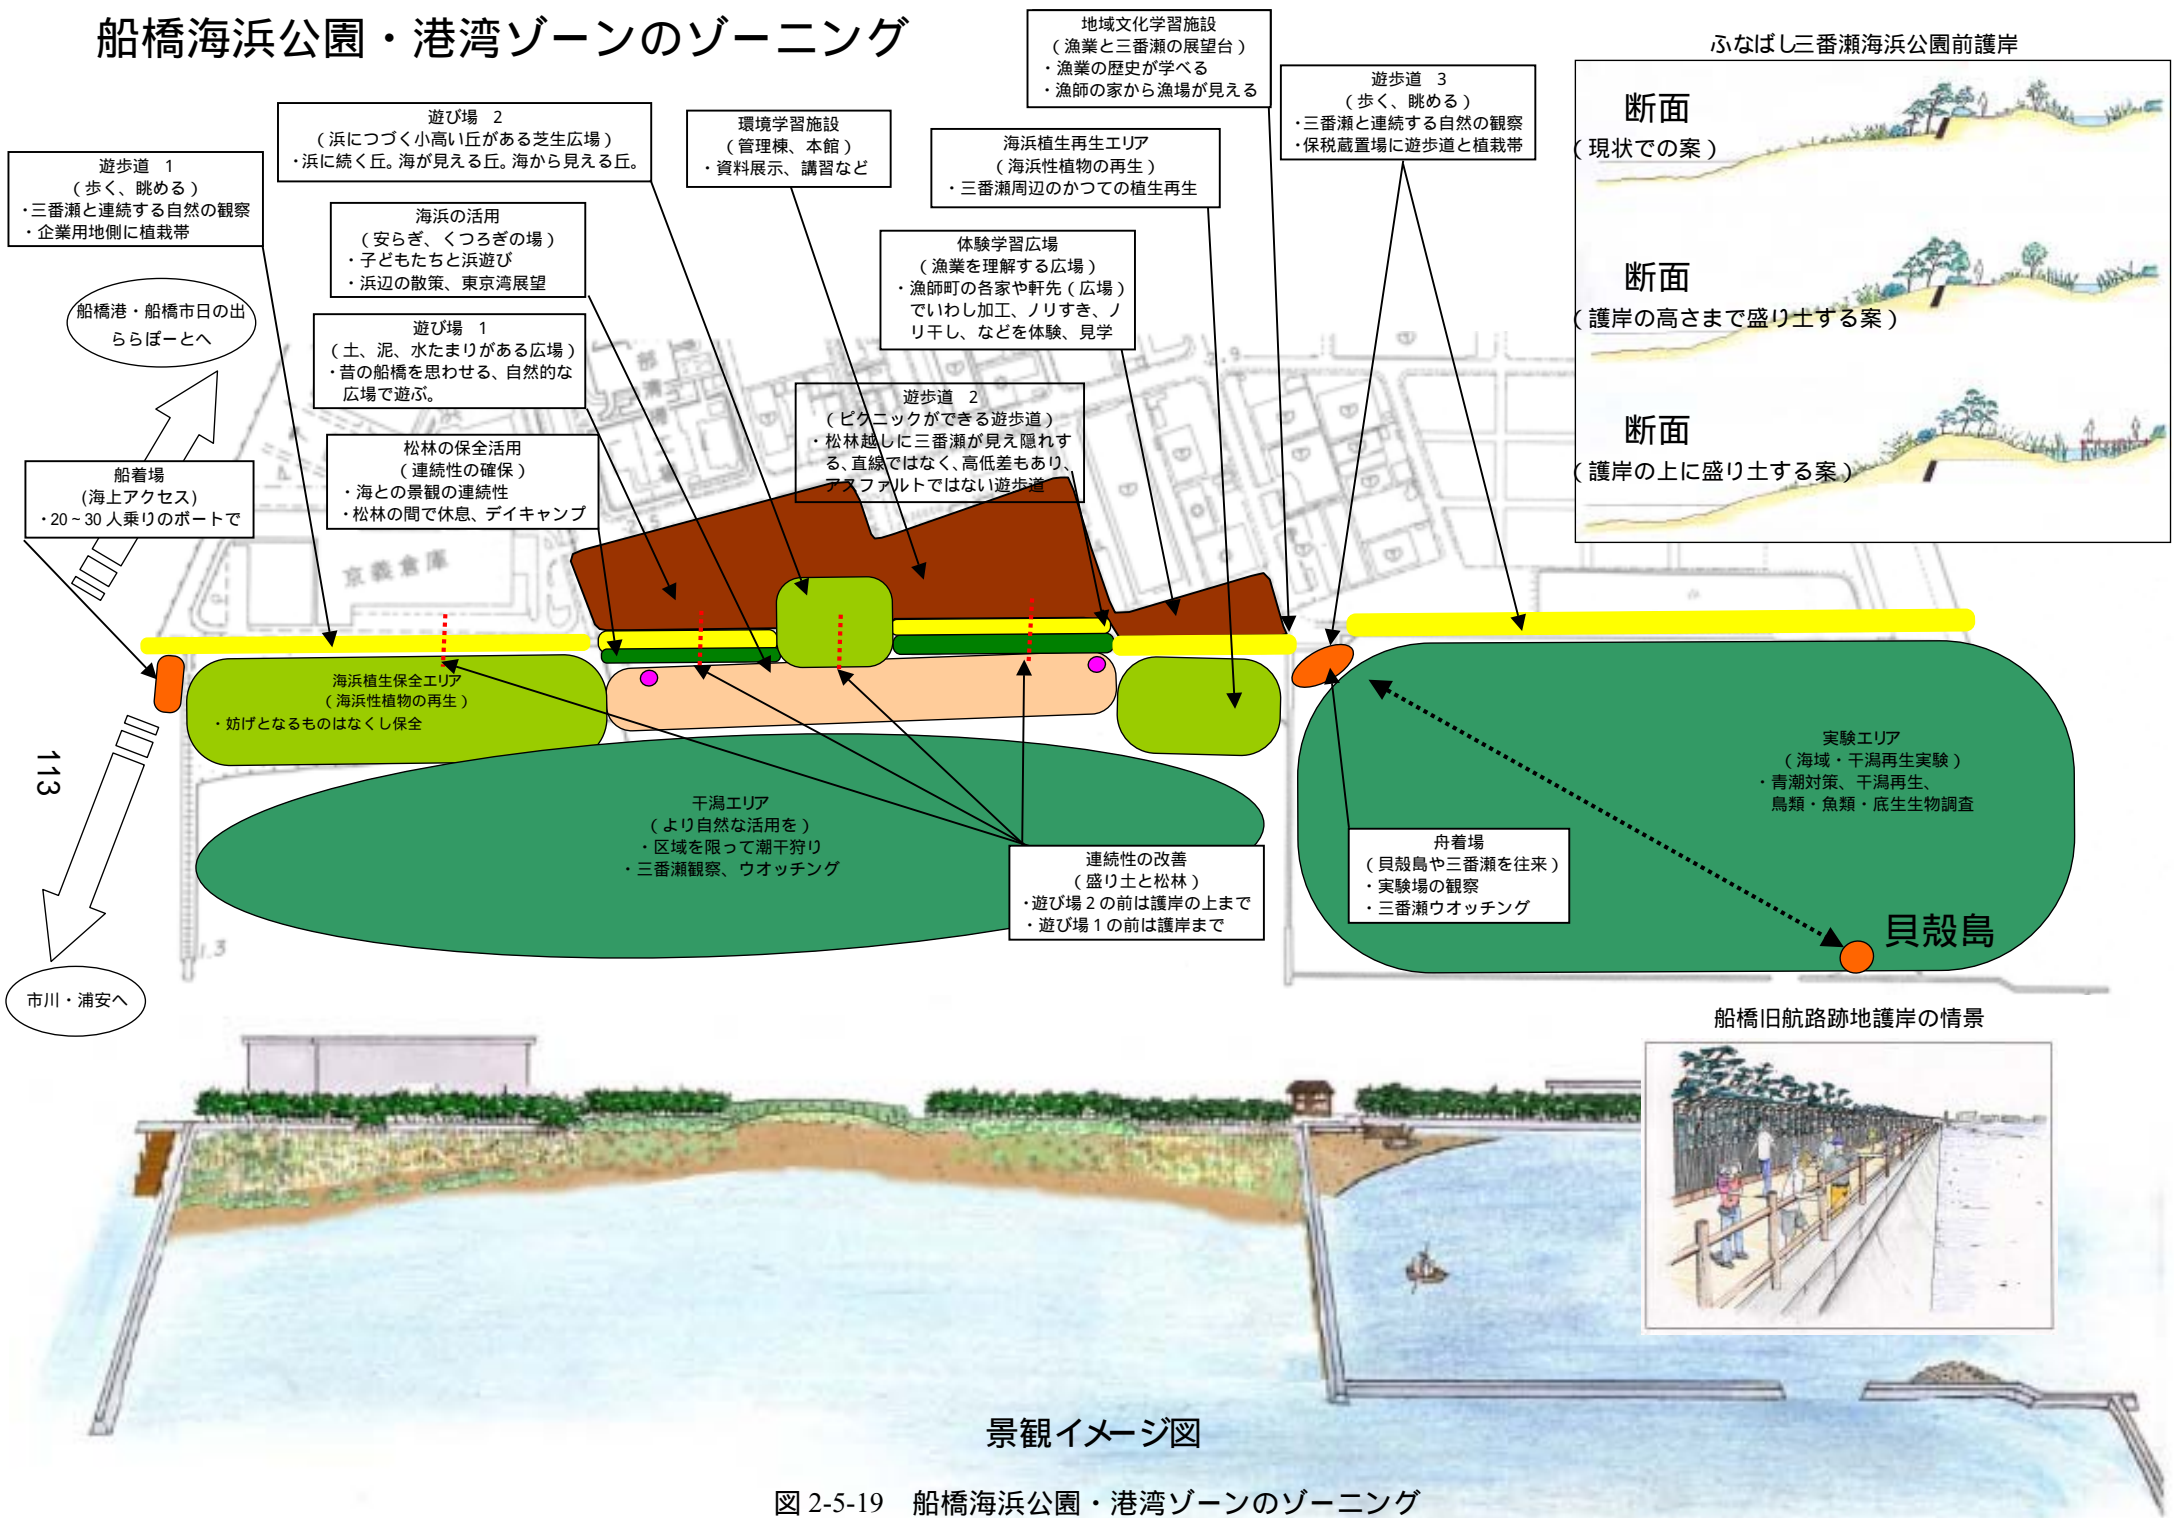 船橋海浜公園・港湾ゾーンのゾーニング
地域文化学習施設
（漁業と三番瀬の展望台）
・漁業の歴史が学べる
・漁師の家から漁場が見える
遊歩道　3
（歩く、眺める）
・三番瀬と連続する自然の観察
・保税蔵置場に遊歩道と植栽帯
ふなばし三番瀬海浜公園前護岸
断面
（現状での案）
断面
（護岸の高さまで盛り土する案）
断面
（護岸の上に盛り土する案）
遊び場　2
（浜につづく小高い丘がある芝生広場）
・浜に続く丘。海が見える丘。海から見える丘。
環境学習施設
（管理棟、本館）
・資料展示、講習など
海浜植生再生エリア
（海浜性植物の再生）
・三番瀬周辺のかつての植生再生
遊歩道　1
（歩く、眺める）
・三番瀬と連続する自然の観察
・企業用地側に植栽帯
海浜の活用
（安らぎ、くつろぎの場）
・子どもたちと浜遊び
・浜辺の散策、東京湾展望
体験学習広場
（漁業を理解する広場）
・漁師町の各家や軒先（広場）
でいわし加工、ノリすき、ノ
リ干し、などを体験、見学
船橋港・船橋市日の出
ららぽーとへ
遊び場　1
（土、泥、水たまりがある広場）
・昔の船橋を思わせる、自然的な
広場で遊ぶ。
遊歩道　2
（ピクニックができる遊歩道）
・松林越しに三番瀬が見え隠れす
る、直線ではなく、高低差もあり、
アスファルトではない遊歩道
松林の保全活用
（連続性の確保）
・海との景観の連続性
・松林の間で休息、デイキャンプ
船着場
(海上アクセス)
・20~30 人乗りのボートで
京義倉庫
海浜植生保全エリア
（海浜性植物の再生）
・妨げとなるものはなくし保全
実験エリア
（海域・干潟再生実験）
・青潮対策、干潟再生、
鳥類・魚類・底生生物調査
113
干潟エリア
（より自然な活用を）
・区域を限って潮干狩り
・三番瀬観察、ウオッチング
連続性の改善
（盛り土と松林）
・遊び場２の前は護岸の上まで
・遊び場１の前は護岸まで
舟着場
（貝殻島や三番瀬を往来）
・実験場の観察
・三番瀬ウオッチング
貝殻島
市川・浦安へ
船橋旧航路跡地護岸の情景
景観イメージ図
図 2-5-19　船橋海浜公園・港湾ゾーンのゾーニング